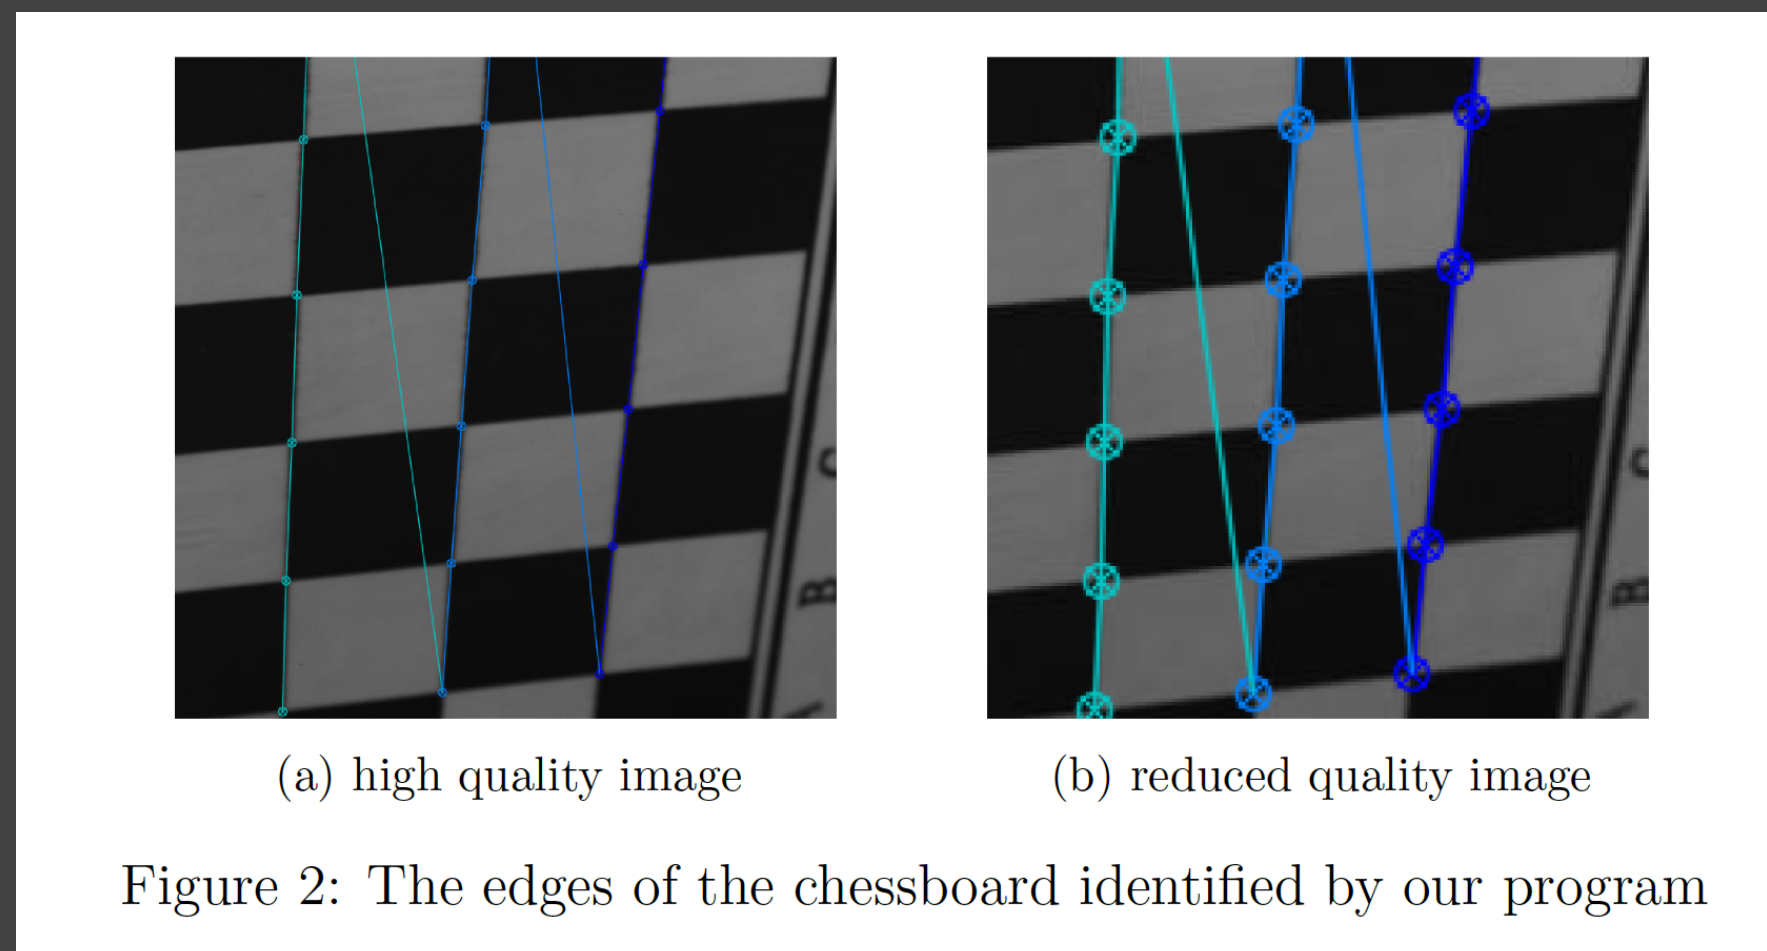 C
B
C
B
(a) high quality image
(b) reduced quality image
Figure 2: The edges of the chessboard identified by our program